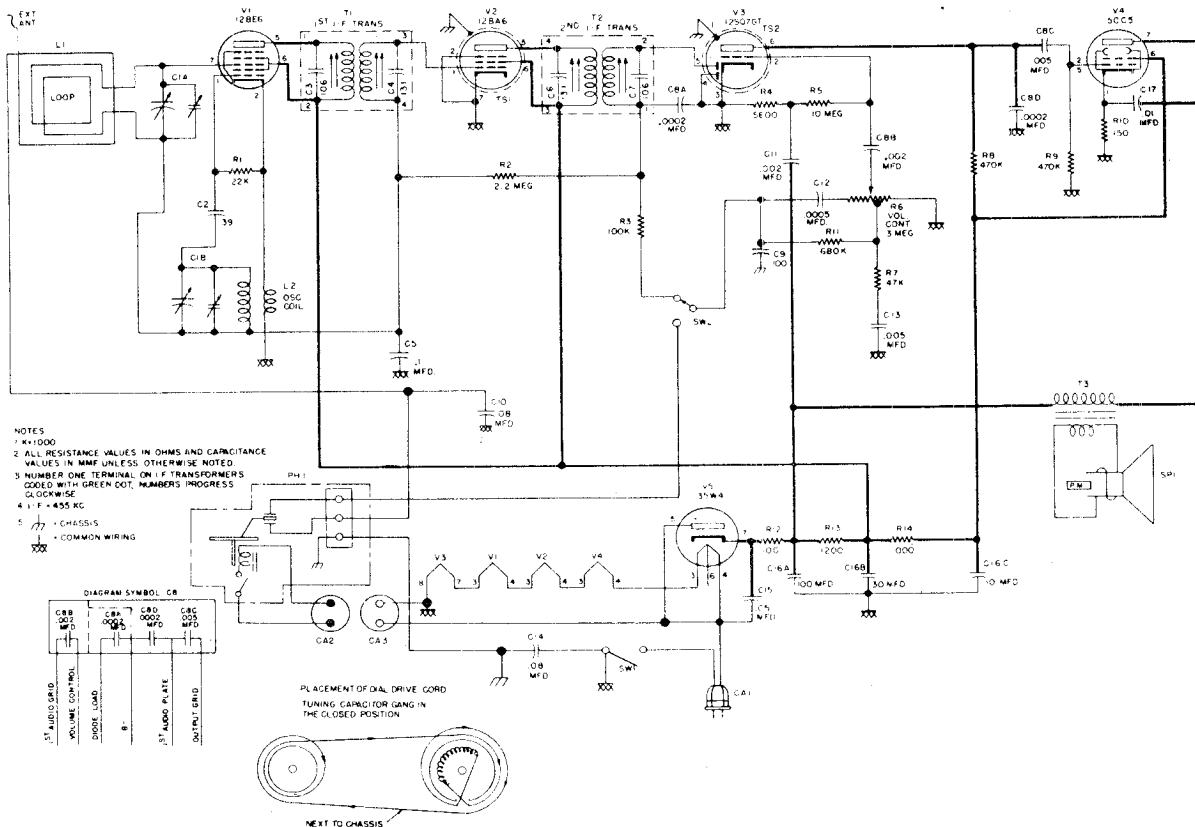 EXT
ANT
L1
LOOP
C1A
V1
12BE6
T1
1ST I-F TRANS
V2
12BA6
TS1
T2
2ND I-F TRANS
V3
12SQ7GT
TS2
V4
50C5
C3
106
C4
131
C6
131
C7
106
C8A
.0002
MFD
R4
5600
R5
10 MEG
C8C
.005
MFD
C8D
.0002
MFD
C17
.01
MFD
R10
150
R1
22K
C2
39
C1B
L2
OSC
COIL
R2
2.2 MEG
R3
100K
C11
.002
MFD
C8B
.002
MFD
C12
.0005
MFD
R6
VOL.
CONT.
3 MEG
R8
470K
R9
470K
C9
100
R11
680K
R7
47K
C13
.005
MFD
SW2
C5
.1
MFD.
C10
.08
MFD
T3
P.M.
SP1
NOTES
1 K=1000
2 ALL RESISTANCE VALUES IN OHMS AND CAPACITANCE
VALUES IN MMF UNLESS OTHERWISE NOTED.
3 NUMBER ONE TERMINAL ON I-F TRANSFORMERS
CODED WITH GREEN DOT, NUMBERS PROGRESS
CLOCKWISE
4 I-F = 455 KC
5 = CHASSIS
= COMMON WIRING
PH1
V5
35W4
R12
100
R13
1200
R14
C16A
100 MFD
C16B
30 MFD
C16C
10 MFD
C15
MFD
V3
V1
V2
V4
CA2
CA3
C14
.08
MFD
SW1
CA1
DIAGRAM SYMBOL C8
C8B
.002
MFD
C8A
.0002
MFD
C8D
.0002
MFD
C8C
.005
MFD
1ST AUDIO GRID
VOLUME CONTROL
DIODE LOAD
B-
1ST AUDIO PLATE
OUTPUT GRID
PLACEMENT OF DIAL DRIVE CORD
TUNING CAPACITOR GANG IN
THE CLOSED POSITION
NEXT TO CHASSIS